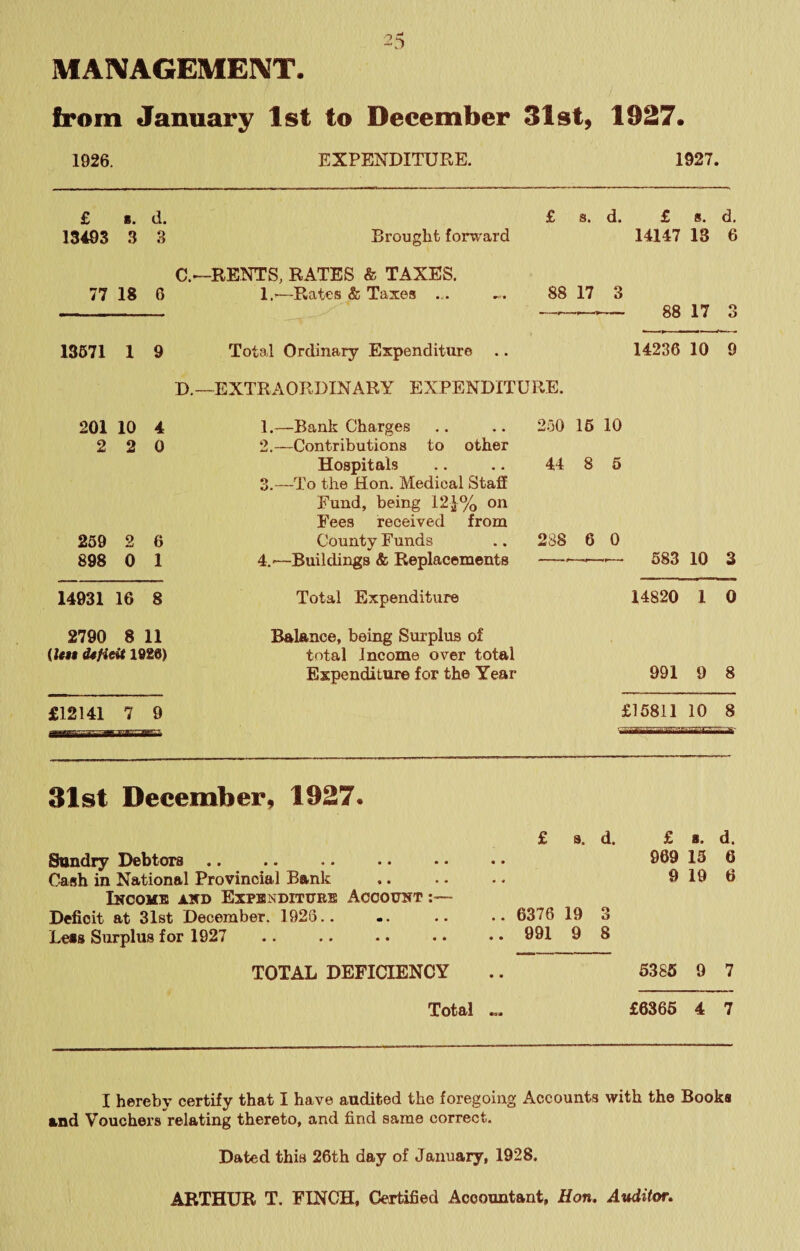 25
MANAGEMENT.
from January 1st to December 31st, 1927.
1926. EXPENDITURE. 1927.
£ s. d. £ s. d. £ s. d.
13493 3 3 Brought forward 14147 13 6
C.—RENTS, RATES & TAXES.
77 18 6 1.—Rates & Taxes ... ... 88 17 3
88 17 3
13571 1 9 Total Ordinary Expenditure .. 14236 10 9
D.—EXTRAORDINARY EXPENDITURE.
201 10 4 1.—Bank Charges .. .. 250 15 10
2 2 0 2.—Contributions to other
Hospitals .. .. 44 8 5
3.—To the Hon. Medical Staff
Fund, being 12½% on
Fees received from
259 2 6 County Funds .. 288 6 0
898 0 1 4.—Buildings & Replacements — 583 10 3
14931 16 8 Total Expenditure 14820 1 0
2790 8 11 Balance, being Surplus of
(less deficit 1926) total Income over total
Expenditure for the Year 991 9 8
£12141 7 9 £15811 10 8
31st December, 1927.
£ s. d. £ s. d.
Sundry Debtors .. .. .. .. .. .. 969 15 6
Cash in National Provincial Bank .. .. .. 9 19 6
INCOME AND EXPENDITURE ACCOUNT :—
Deficit at 31st December. 1926.. .. .. .. 6376 19 3
Less Surplus for 1927 .. .. .. .. .. 991 9 8
TOTAL DEFICIENCY .. 5385 9 7
Total ... £6365 4 7
I hereby certify that I have audited the foregoing Accounts with the Books
and Vouchers relating thereto, and find same correct.
Dated this 26th day of January, 1928.
ARTHUR T. FINCH, Certified Accountant, Hon. Auditor.